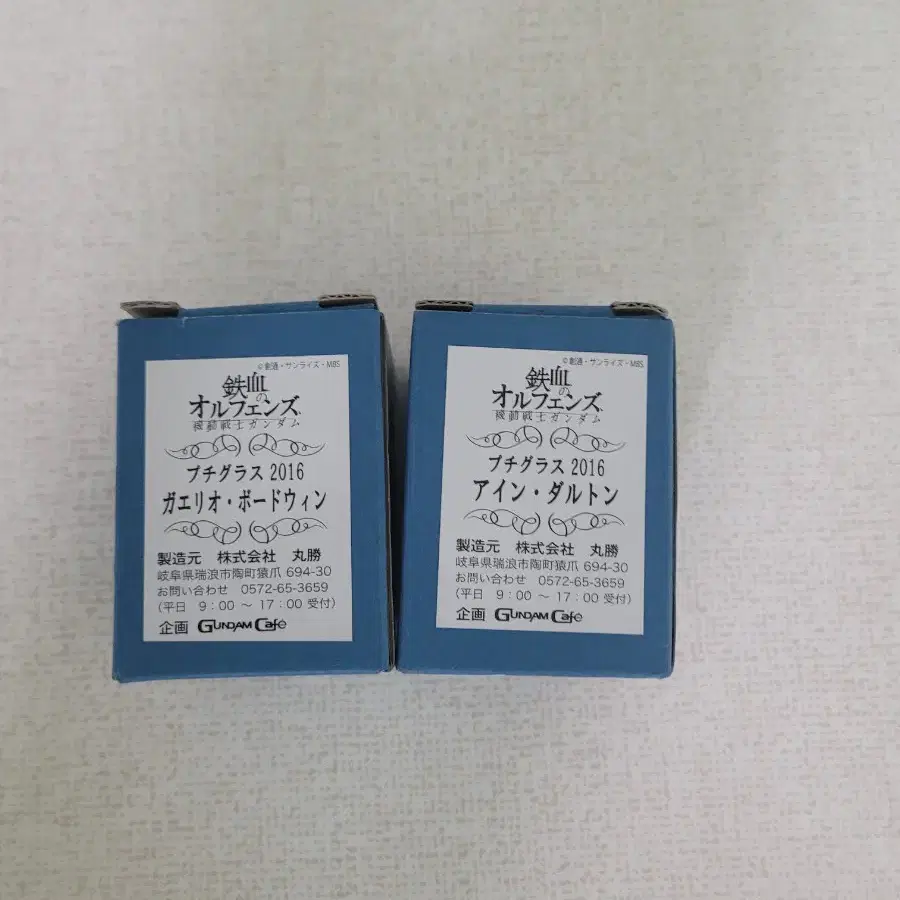 ©創通・サンライズ・MBS
鉄血の
オルフェンズ
機動戦士ガンダム
プチグラス 2016
ガエリオ・ボードウィン
製造元 株式会社 丸勝
岐阜県瑞浪市陶町猿爪 694-30
お問い合わせ 0572-65-3659
(平日 9:00 ～ 17:00 受付)
企画 GUNDAM Café
©創通・サンライズ・MBS
鉄血の
オルフェンズ
機動戦士ガンダム
プチグラス 2016
アイン・ダルトン
製造元 株式会社 丸勝
岐阜県瑞浪市陶町猿爪 694-30
お問い合わせ 0572-65-3659
(平日 9:00 ～ 17:00 受付)
企画 GUNDAM Café